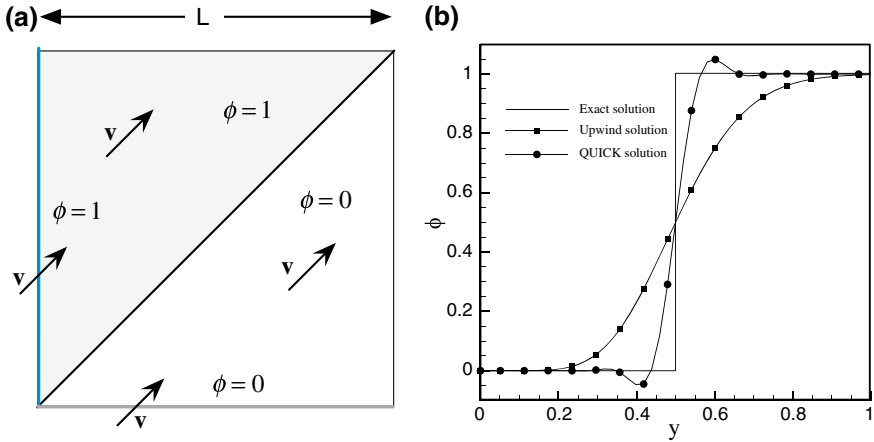 (a)
L
v
ϕ = 1
ϕ = 0
ϕ = 1
v
v
ϕ = 0
v
(b)
1
0.8
0.6
0.4
0.2
0
ϕ
Exact solution
Upwind solution
QUICK solution
0
0.2
0.4
0.6
0.8
1
y